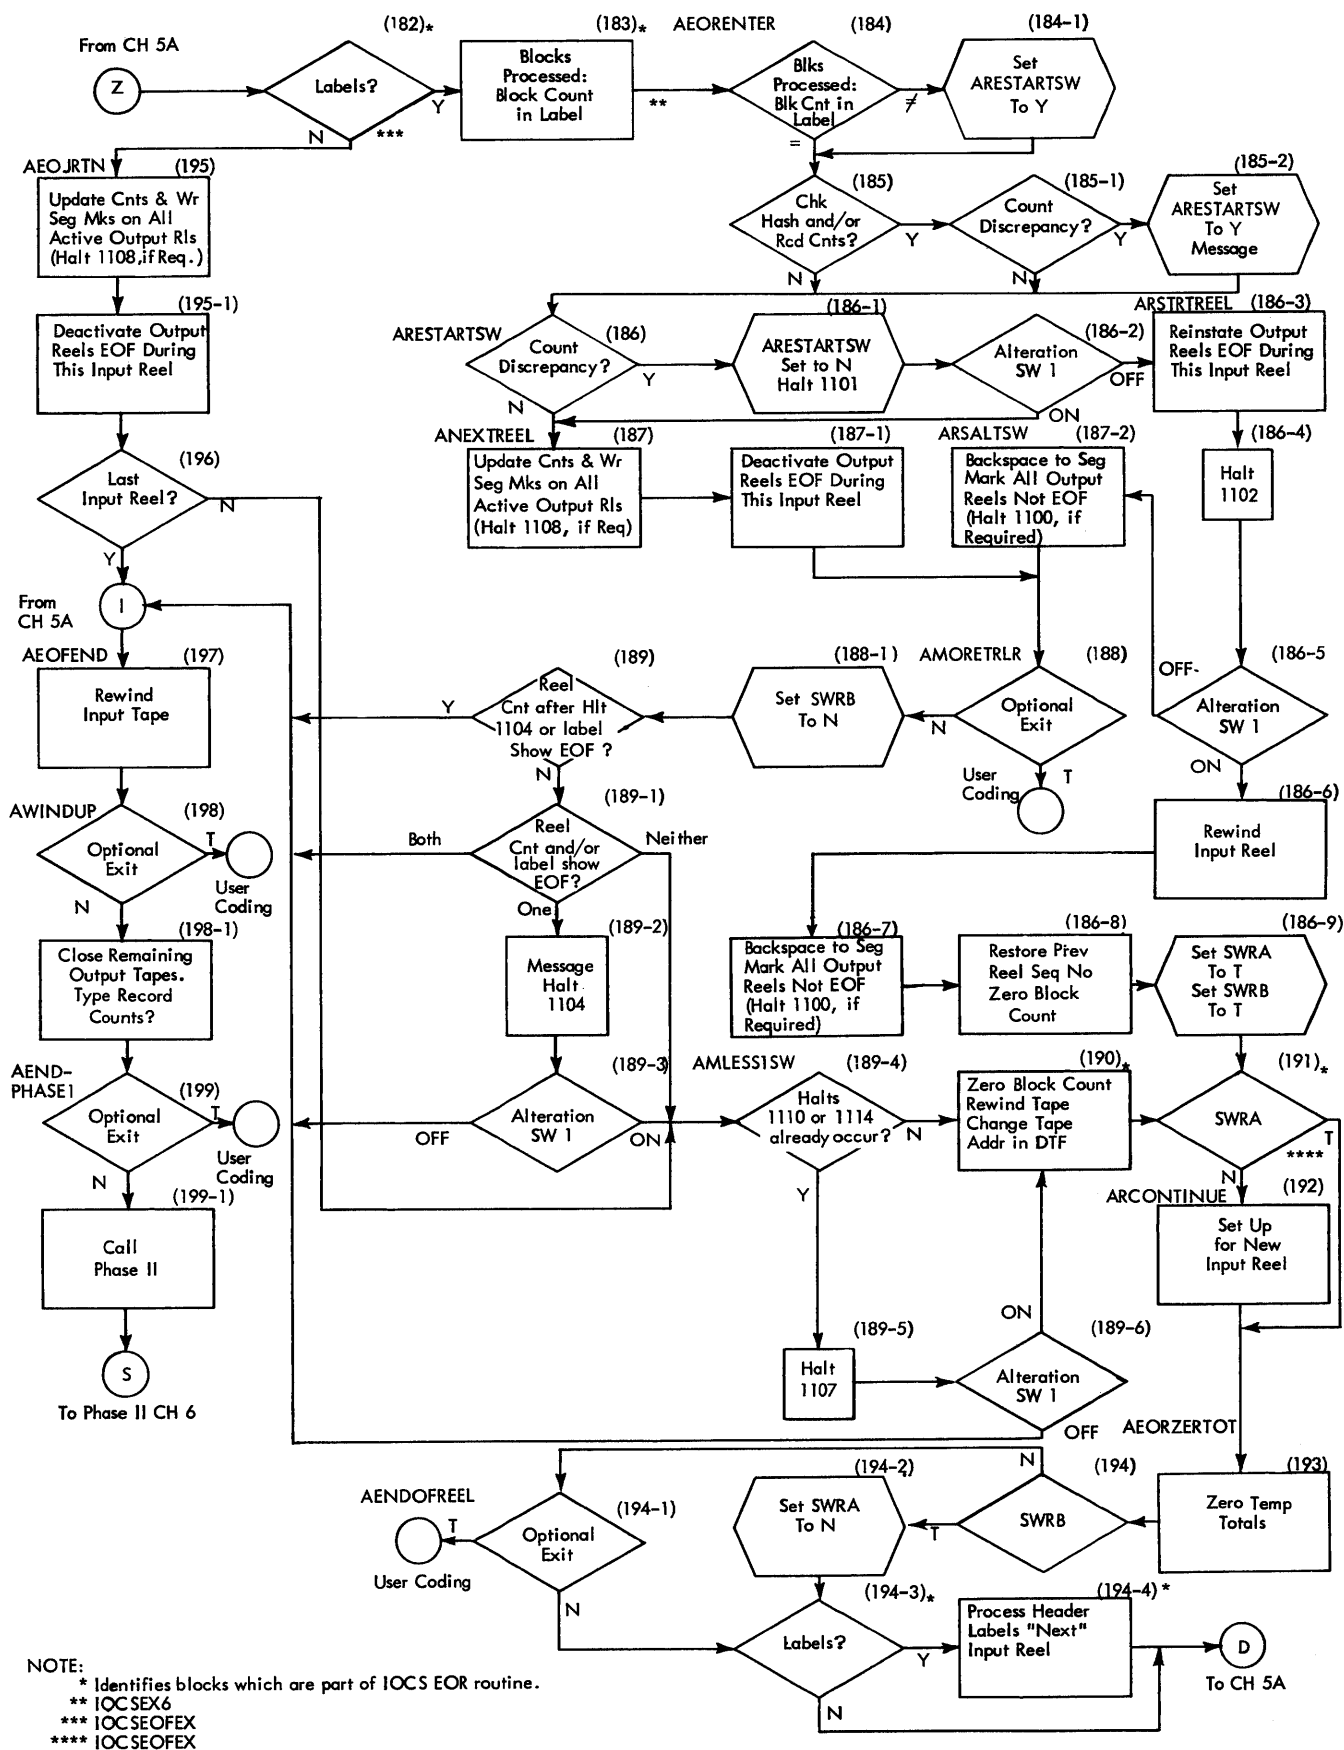 From CH 5A
Z
(182)*
Labels?
Y
N
***
(183)*
Blocks
Processed:
Block Count
in Label
**
AEORENTER
(184)
Blks
Processed:
Blk Cnt in
Label
≠
=
(184-1)
Set
ARESTARTSW
To Y
AEOJRTN
(195)
Update Cnts & Wr
Seg Mks on All
Active Output Rls
(Halt 1108,if Req.)
(185)
Chk
Hash and/or
Rcd Cnts?
Y
N
(185-1)
Count
Discrepancy?
Y
N
(185-2)
Set
ARESTARTSW
To Y
Message
(195-1)
Deactivate Output
Reels EOF During
This Input Reel
ARESTARTSW
(186)
Count
Discrepancy?
Y
N
(186-1)
ARESTARTSW
Set to N
Halt 1101
(186-2)
Alteration
SW 1
OFF
ON
ARSTRTREEL
(186-3)
Reinstate Output
Reels EOF During
This Input Reel
(196)
Last
Input Reel?
N
Y
ANEXTREEL
(187)
Update Cnts & Wr
Seg Mks on All
Active Output Rls
(Halt 1108, if Req)
(187-1)
Deactivate Output
Reels EOF During
This Input Reel
ARSALTSW
(187-2)
Backspace to Seg
Mark All Output
Reels Not EOF
(Halt 1100, if
Required)
(186-4)
Halt
1102
From
CH 5A
I
AEOFEND
(197)
Rewind
Input Tape
(189)
Reel
Cnt after Hlt
1104 or label
Show EOF ?
Y
N
(188-1)
Set SWRB
To N
AMORETRLR
(188)
Optional
Exit
N
T
User
Coding
(186-5
OFF-
Alteration
SW 1
ON
AWINDUP
(198)
Optional
Exit
T
User
Coding
N
(189-1)
Both
Reel
Cnt and/or
label show
EOF?
Neither
One
(186-6)
Rewind
Input Reel
(198-1)
Close Remaining
Output Tapes.
Type Record
Counts?
(189-2)
Message
Halt
1104
(186-7)
Backspace to Seg
Mark All Output
Reels Not EOF
(Halt 1100, if
Required)
(186-8)
Restore Prev
Reel Seq No
Zero Block
Count
(186-9)
Set SWRA
To T
Set SWRB
To T
AEND-
PHASE1
(199)
Optional
Exit
T
User
Coding
N
(189-3)
Alteration
SW 1
OFF
ON
AMLESS1SW
(189-4)
Halts
1110 or 1114
already occur?
N
Y
(190)*
Zero Block Count
Rewind Tape
Change Tape
Addr in DTF
(191)*
SWRA
T
****
N
(199-1)
Call
Phase II
ARCONTINUE
(192)
Set Up
for New
Input Reel
S
To Phase II CH 6
(189-5)
Halt
1107
ON
(189-6)
Alteration
SW 1
OFF
AEORZERTOT
(193)
Zero Temp
Totals
AENDOFREEL
(194-1)
Optional
Exit
T
User Coding
N
(194-2)
Set SWRA
To N
N
(194)
SWRB
T
(194-3)*
Labels?
Y
N
(194-4)*
Process Header
Labels "Next"
Input Reel
D
To CH 5A
NOTE:
* Identifies blocks which are part of IOCS EOR routine.
** IOCSEX6
*** IOCSEOFEX
**** IOCSEOFEX